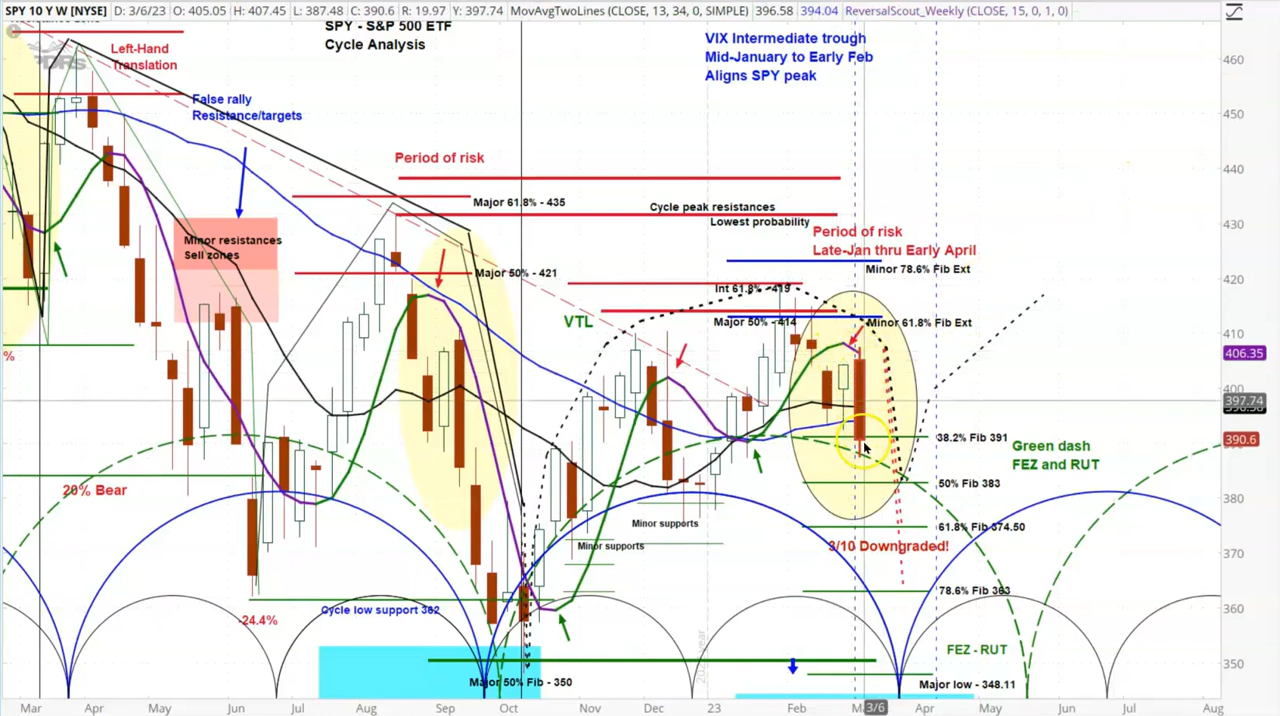 SPY 10 Y W [NYSE] D: 3/6/23 O: 405.05 H: 407.45 L: 387.48 C: 390.6 R: 19.97 Y: 397.74 MovAvgTwoLines (CLOSE, 13, 34, 0, SIMPLE) 396.58 394.04 ReversalScout_Weekly (CLOSE, 15, 0, 1, 0)
SPY - S&P 500 ETF
Cycle Analysis
VIX Intermediate trough
Mid-January to Early Feb
Aligns SPY peak
Left-Hand
Translation
False rally
Resistance/targets
Period of risk
Major 61.8% - 435
Cycle peak resistances
Lowest probability
Period of risk
Late-Jan thru Early April
Minor resistances
Sell zones
Minor 78.6% Fib Ext
Major 50% - 421
Int 61.8% - 419
VTL
Major 50% - 414
Minor 61.8% Fib Ext
%
38.2% Fib 391
Green dash
FEZ and RUT
20% Bear
50% Fib 383
Minor supports
61.8% Fib 374.50
Minor supports
3/10 Downgraded!
78.6% Fib 363
Cycle low support 362
-24.4%
FEZ - RUT
Major 50% Fib - 350
Major low - 348.11
460
450
440
430
420
410
406.35
400
397.74
390.6
380
370
360
350
Mar Apr May Jun Jul Aug Sep Oct Nov Dec 23 Feb 3/6 Apr May Jun Jul Aug